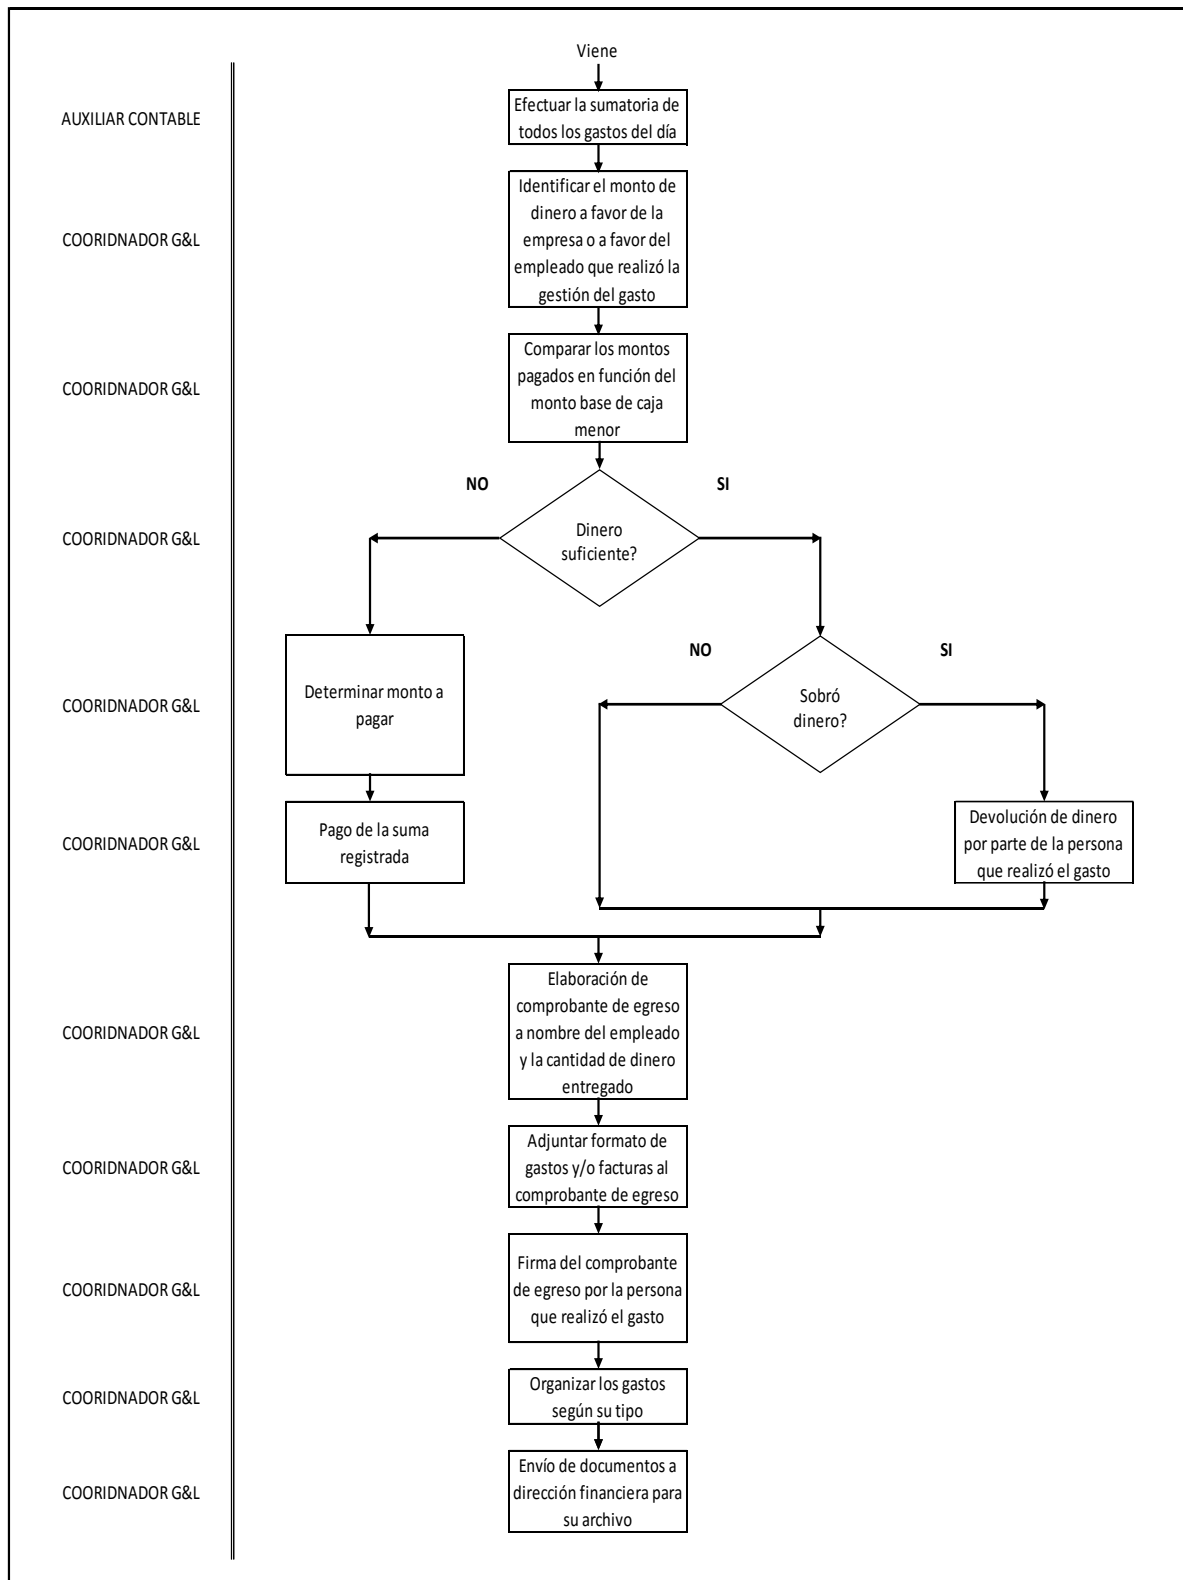 Viene
AUXILIAR CONTABLE
Efectuar la sumatoria de
todos los gastos del día
COORIDNADOR G&L
Identificar el monto de
dinero a favor de la
empresa o a favor del
empleado que realizó la
gestión del gasto
COORIDNADOR G&L
Comparar los montos
pagados en función del
monto base de caja
menor
NO
SI
COORIDNADOR G&L
Dinero
suficiente?
NO
SI
COORIDNADOR G&L
Determinar monto a
pagar
Sobró
dinero?
COORIDNADOR G&L
Pago de la suma
registrada
Devolución de dinero
por parte de la persona
que realizó el gasto
COORIDNADOR G&L
Elaboración de
comprobante de egreso
a nombre del empleado
y la cantidad de dinero
entregado
COORIDNADOR G&L
Adjuntar formato de
gastos y/o facturas al
comprobante de egreso
COORIDNADOR G&L
Firma del comprobante
de egreso por la persona
que realizó el gasto
COORIDNADOR G&L
Organizar los gastos
según su tipo
COORIDNADOR G&L
Envío de documentos a
dirección financiera para
su archivo